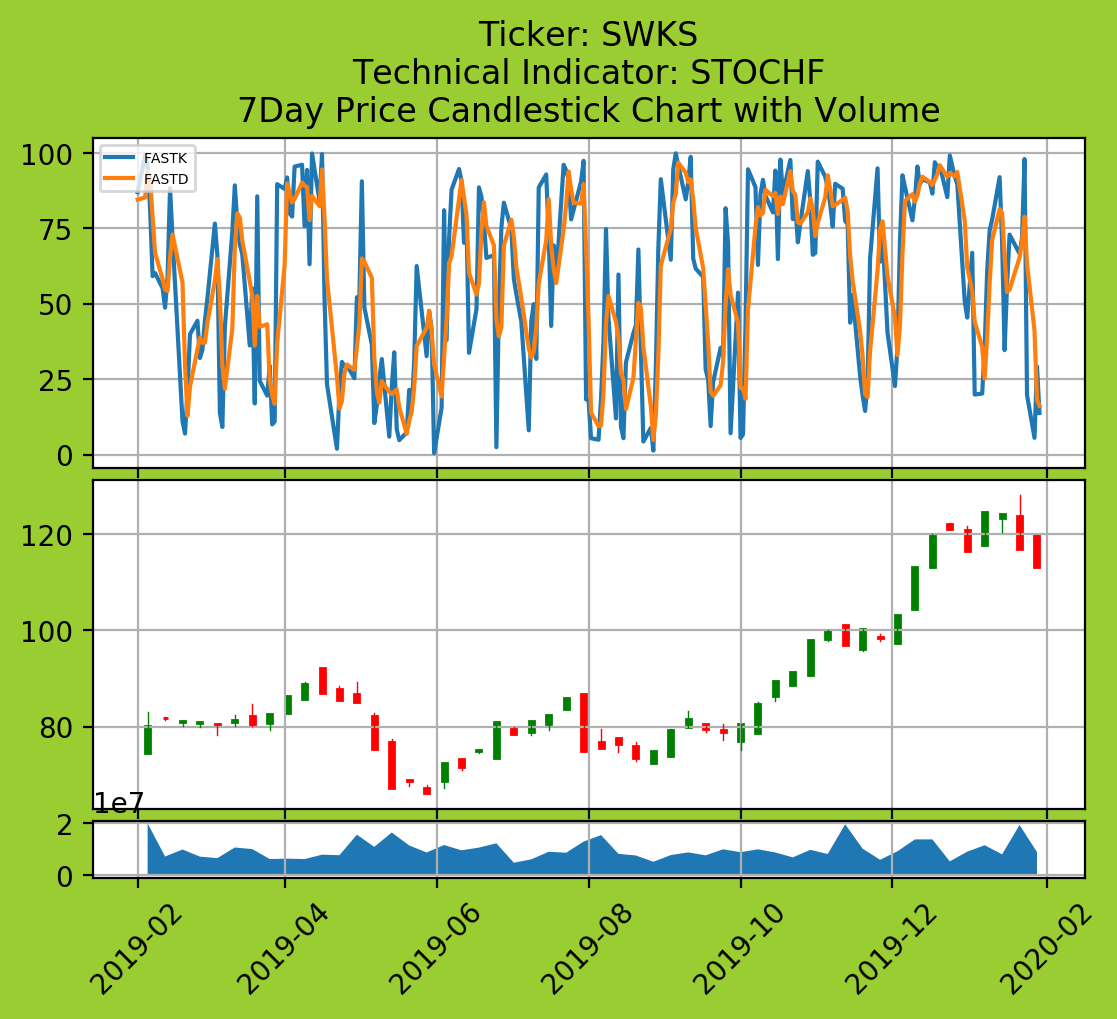 Ticker: SWKS
Technical Indicator: STOCHF
7Day Price Candlestick Chart with Volume
100
FASTK
FASTD
75
50
25
0
120
100
80
1e7
2
0
2019-02
2019-04
2019-06
2019-08
2019-10
2019-12
2020-02